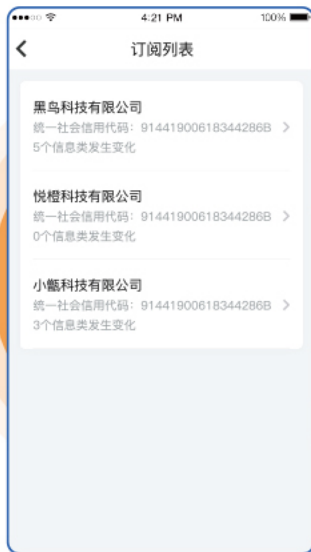 4:21 PM
100%
订阅列表
黑鸟科技有限公司
统一社会信用代码：91441900618344286B
5个信息类发生变化
悦橙科技有限公司
统一社会信用代码：91441900618344286B
0个信息类发生变化
小甑科技有限公司
统一社会信用代码：91441900618344286B
3个信息类发生变化